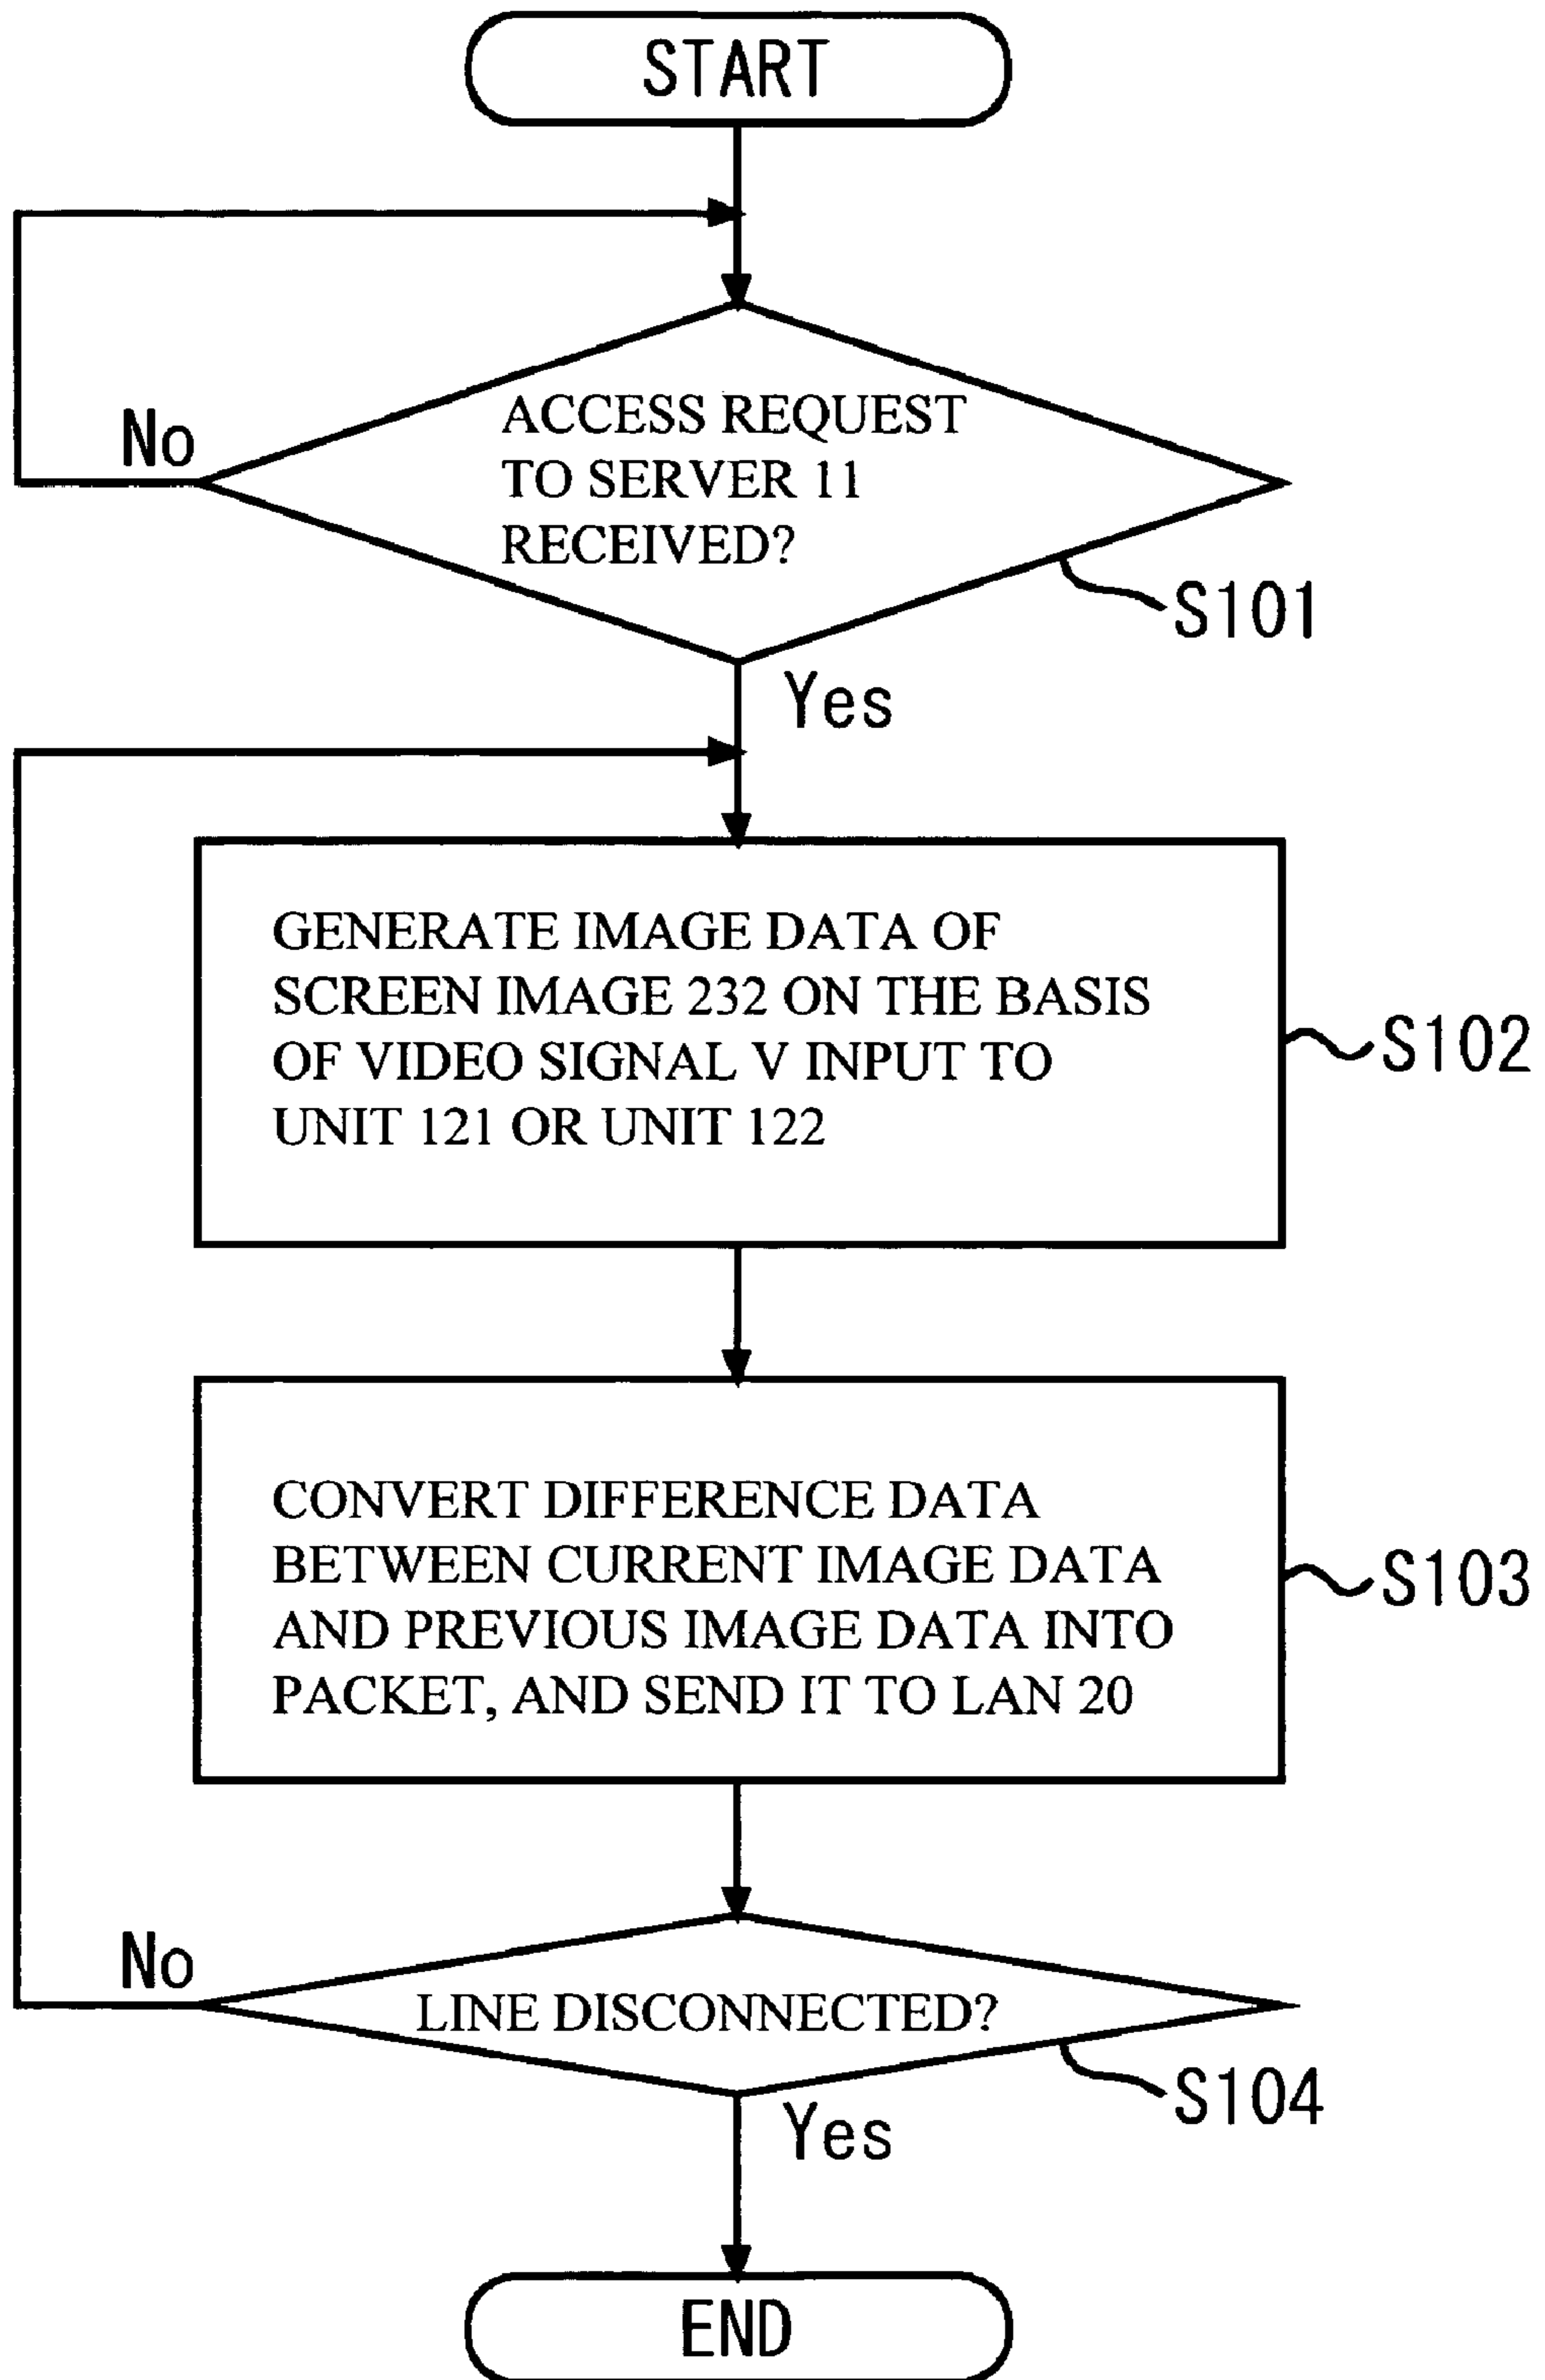 START
No
ACCESS REQUEST
TO SERVER 11
RECEIVED?
S101
Yes
GENERATE IMAGE DATA OF
SCREEN IMAGE 232 ON THE BASIS
OF VIDEO SIGNAL V INPUT TO
UNIT 121 OR UNIT 122
S102
CONVERT DIFFERENCE DATA
BETWEEN CURRENT IMAGE DATA
AND PREVIOUS IMAGE DATA INTO
PACKET, AND SEND IT TO LAN 20
S103
No
LINE DISCONNECTED?
S104
Yes
END